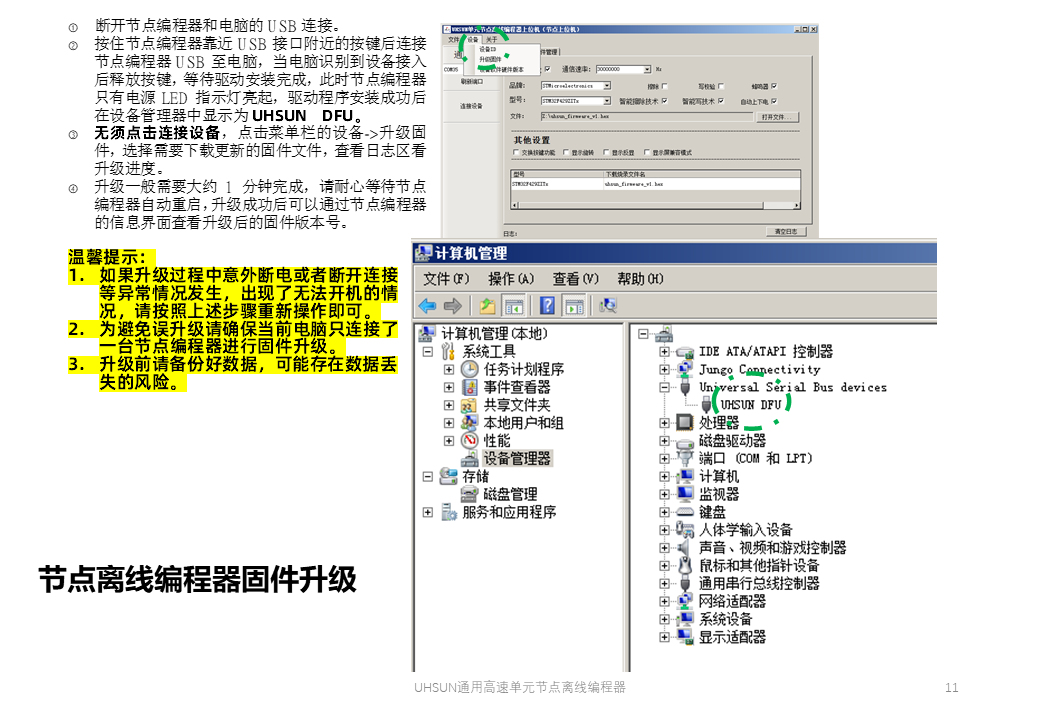 ① 断开节点编程器和电脑的 USB 连接。
② 按住节点编程器靠近 USB 接口附近的按键后连接
节点编程器 USB 至电脑，当电脑识别到设备接入
后释放按键，等待驱动安装完成，此时节点编程器
只有电源 LED 指示灯亮起，驱动程序安装成功后
在设备管理器中显示为 UHSUN DFU。
③ 无须点击连接设备，点击菜单栏的设备->升级固
件，选择需要下载更新的固件文件，查看日志区看
升级进度。
④ 升级一般需要大约 1 分钟完成，请耐心等待节点
编程器自动重启，升级成功后可以通过节点编程器
的信息界面查看升级后的固件版本号。
温馨提示：
1. 如果升级过程中意外断电或者断开连接
等异常情况发生，出现了无法开机的情
况，请按照上述步骤重新操作即可。
2. 为避免误升级请确保当前电脑只连接了
一台节点编程器进行固件升级。
3. 升级前请备份好数据，可能存在数据丢
失的风险。
节点离线编程器固件升级
UHSUN单元节点离线编程器上位机（节点上位机）
文件 设备 关于
设备ID
升级固件
设备软硬件版本
件管理
COM35
刷新端口
连接设备
通信速率： 30000000 Hz
品牌： STMicroelectronics 擦除 写校验 蜂鸣器
型号： STM32F429ZITx 智能擦除技术 智能写技术 自动上下电
文件： E:\uhsun_firmware_v1.hex 打开文件...
其他设置
交换按键功能 显示旋转 显示反显 显示屏兼容模式
型号 下载烧录文件名
STM32F429ZITx uhsun_firmware_v1.hex
日志： 清空日志
计算机管理
文件(F) 操作(A) 查看(V) 帮助(H)
计算机管理(本地)
系统工具
任务计划程序
事件查看器
共享文件夹
本地用户和组
性能
设备管理器
存储
磁盘管理
服务和应用程序
IDE ATA/ATAPI 控制器
Jungo Connectivity
Universal Serial Bus devices
UHSUN DFU
处理器
磁盘驱动器
端口 (COM 和 LPT)
计算机
监视器
键盘
人体学输入设备
声音、视频和游戏控制器
鼠标和其他指针设备
通用串行总线控制器
网络适配器
系统设备
显示适配器
UHSUN通用高速单元节点离线编程器
11